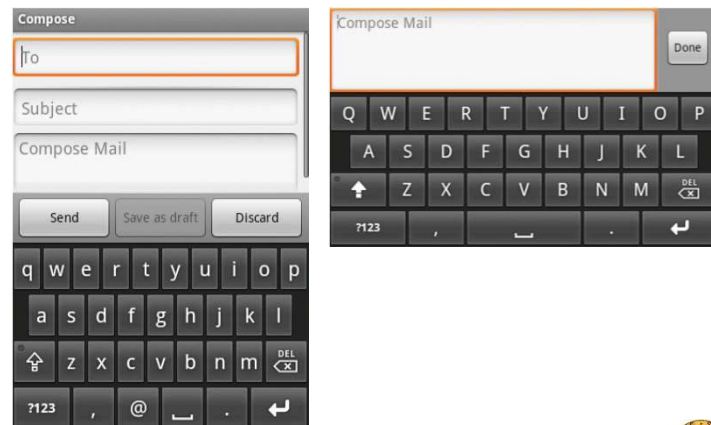 Compose
To
Subject
Compose Mail
Send Save as draft Discard
q w e r t y u i o p
a s d f g h j k l
z x c v b n m DEL
?123 , @ .
Compose Mail
Done
Q W E R T Y U I O P
A S D F G H J K L
Z X C V B N M DEL
?123 , .